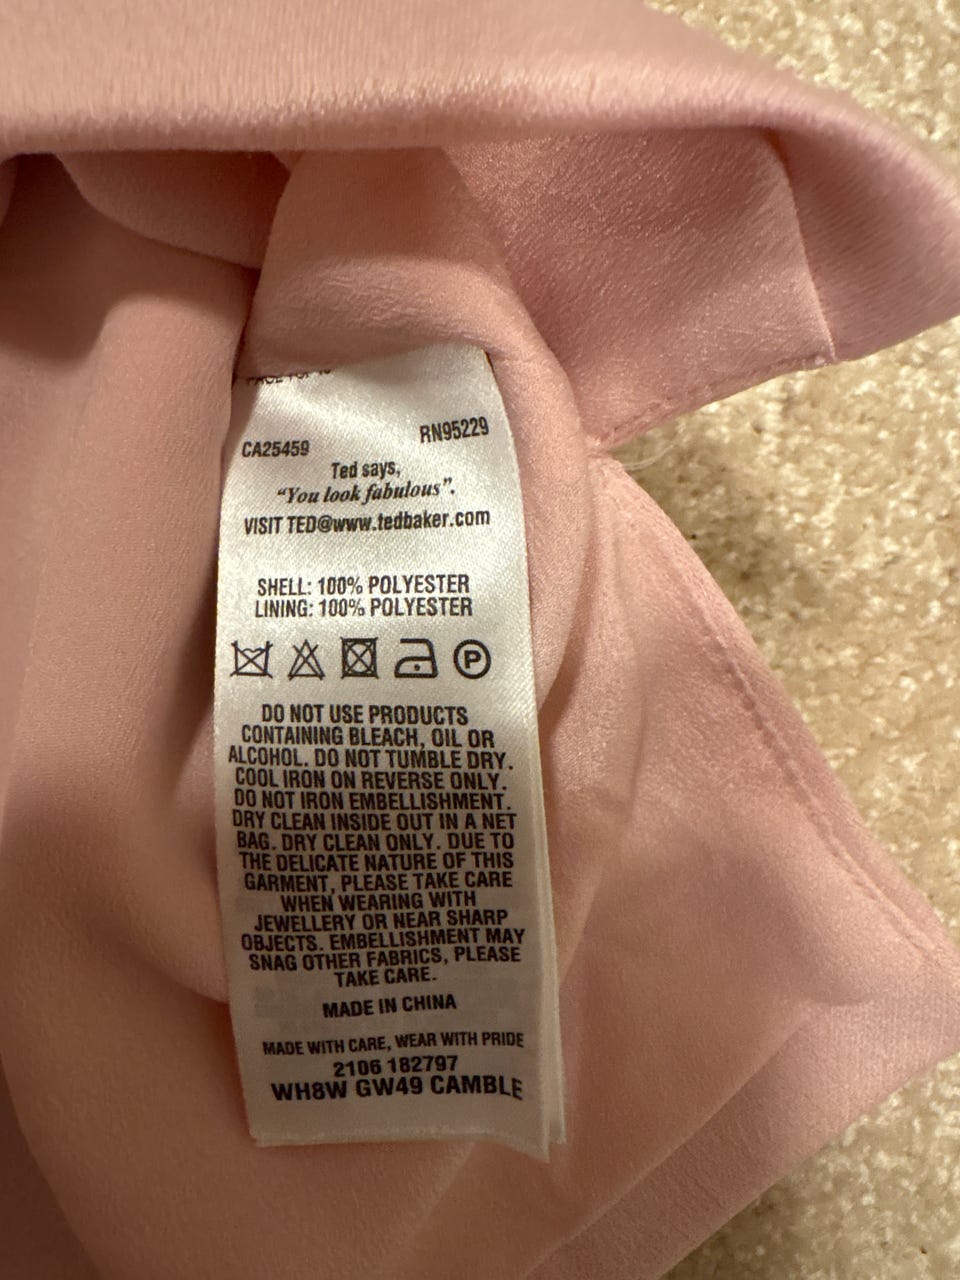 CA25459
RN95229
Ted says,
“You look fabulous”.
VISIT TED@www.tedbaker.com
SHELL: 100% POLYESTER
LINING: 100% POLYESTER
P
DO NOT USE PRODUCTS
CONTAINING BLEACH, OIL OR
ALCOHOL. DO NOT TUMBLE DRY.
COOL IRON ON REVERSE ONLY.
DO NOT IRON EMBELLISHMENT.
DRY CLEAN INSIDE OUT IN A NET
BAG. DRY CLEAN ONLY. DUE TO
THE DELICATE NATURE OF THIS
GARMENT, PLEASE TAKE CARE
WHEN WEARING WITH
JEWELLERY OR NEAR SHARP
OBJECTS. EMBELLISHMENT MAY
SNAG OTHER FABRICS, PLEASE
TAKE CARE.
MADE IN CHINA
MADE WITH CARE, WEAR WITH PRIDE
2106 182797
WH8W GW49 CAMBLE